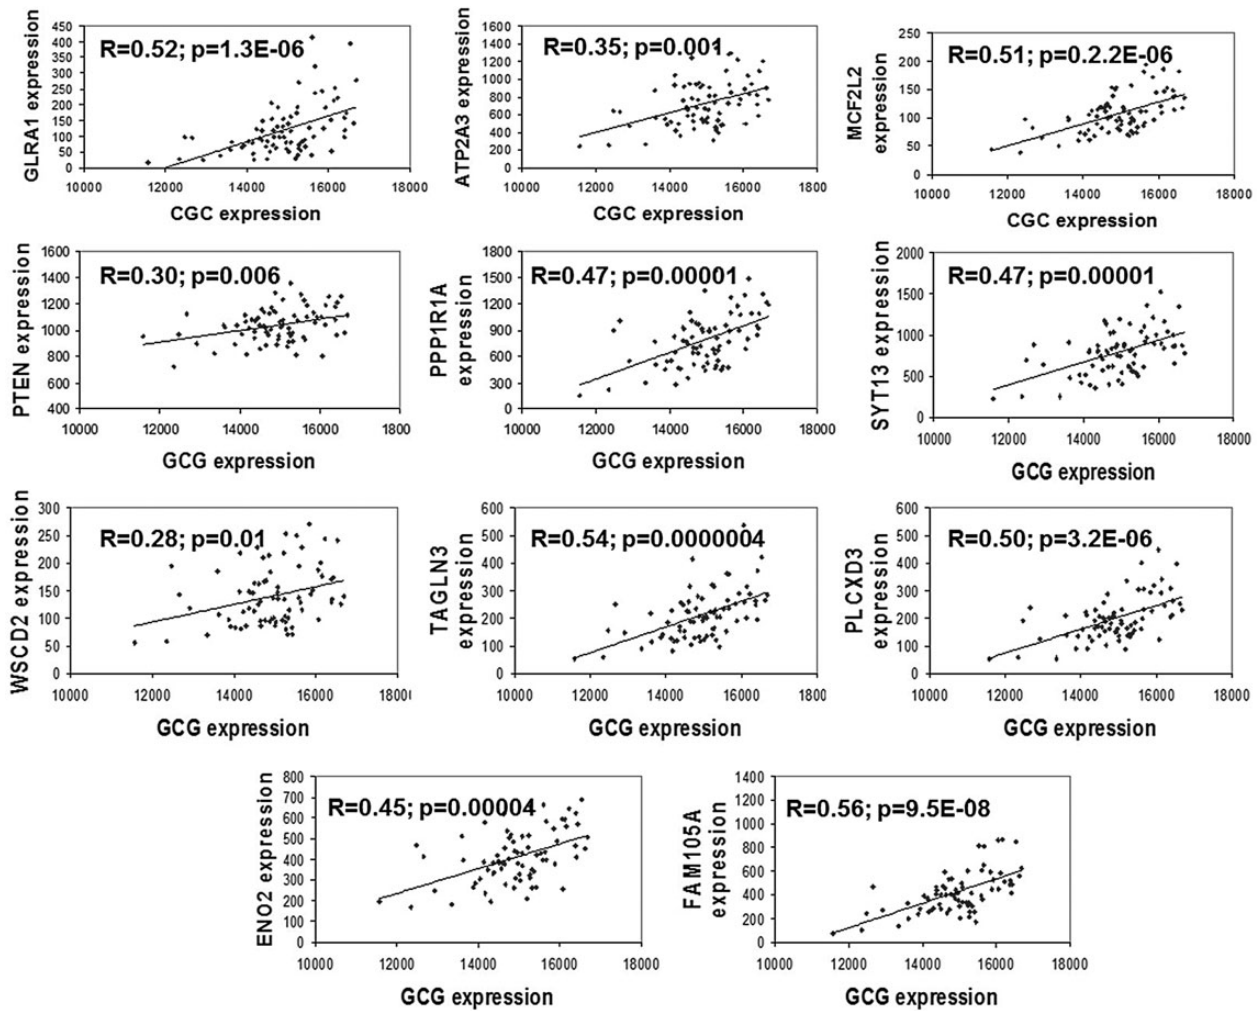 GLRA1 expression
450
400
350
300
250
200
150
100
50
0
R=0.52; p=1.3E-06
10000 12000 14000 16000 18000
CGC expression
ATP2A3 expression
1600
1400
1200
1000
800
600
400
200
0
R=0.35; p=0.001
10000 12000 14000 16000 18000
CGC expression
MCF2L2
expression
250
200
150
100
50
0
R=0.51; p=0.2.2E-06
10000 12000 14000 16000 18000
CGC expression
PTEN expression
1600
1400
1200
1000
800
600
400
R=0.30; p=0.006
10000 12000 14000 16000 18000
GCG expression
PPP1R1A
expression
1800
1500
1200
900
600
300
0
R=0.47; p=0.00001
10000 12000 14000 16000 18000
GCG expression
SYT13 expression
2000
1500
1000
500
0
R=0.47; p=0.00001
10000 12000 14000 16000 18000
GCG expression
WSCD2 expression
300
250
200
150
100
50
0
R=0.28; p=0.01
10000 12000 14000 16000 1800
GCG expression
TAGLN3
expression
600
500
400
300
200
100
0
R=0.54; p=0.0000004
10000 12000 14000 16000 18000
GCG expression
PLCXD3
expression
600
500
400
300
200
100
0
R=0.50; p=3.2E-06
10000 12000 14000 16000 18000
GCG expression
ENO2 expression
800
700
600
500
400
300
200
100
0
R=0.45; p=0.00004
10000 12000 14000 16000 18000
GCG expression
FAM105A
expression
1400
1200
1000
800
600
400
200
0
R=0.56; p=9.5E-08
10000 12000 14000 16000 18000
GCG expression